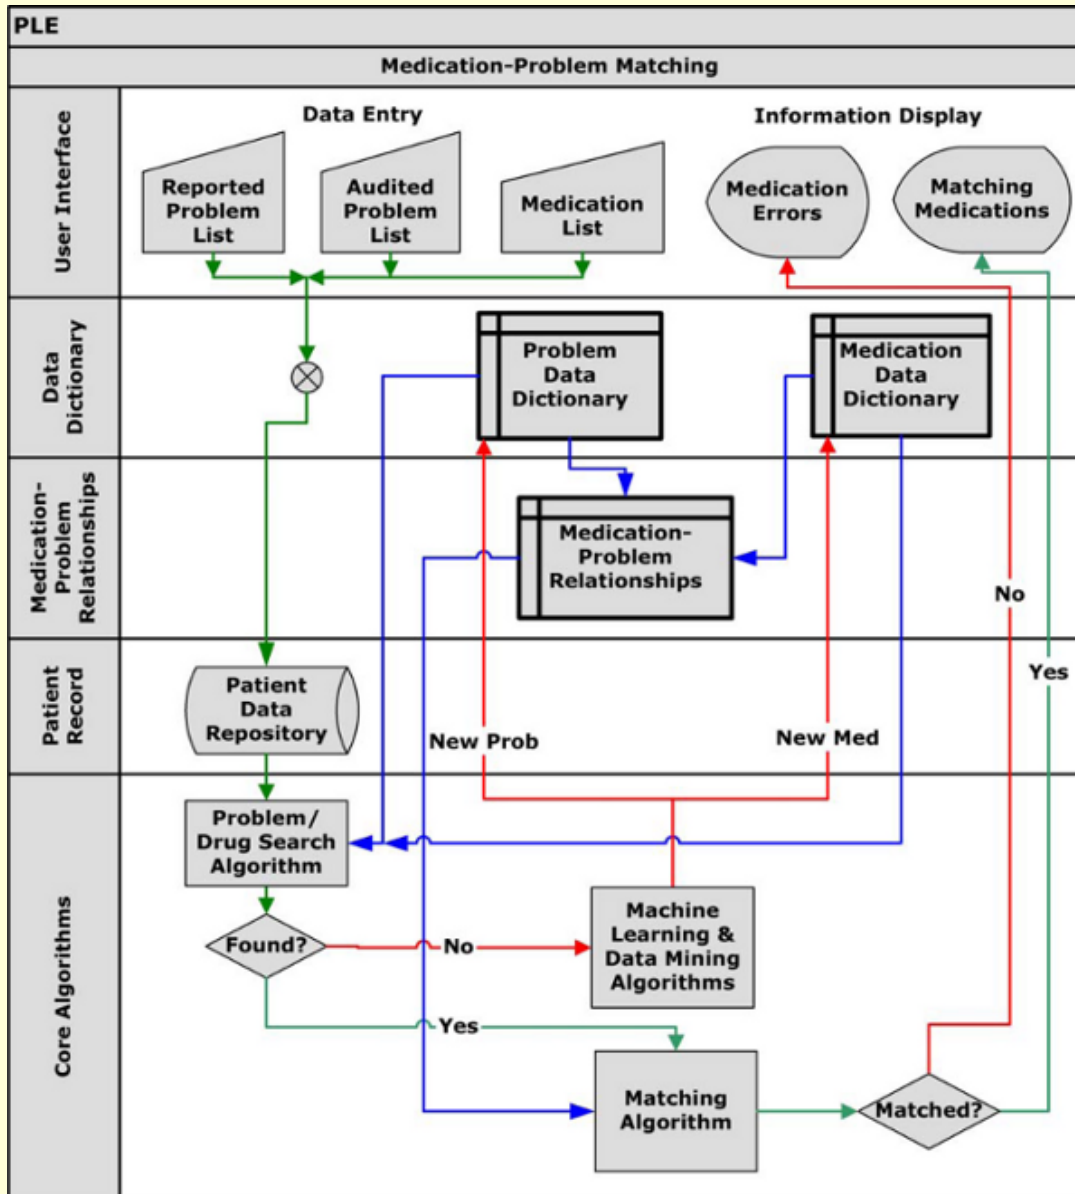 PLE
Medication-Problem Matching
User Interface
Data Entry
Information Display
Reported
Problem
List
Audited
Problem
List
Medication
List
Medication
Errors
Matching
Medications
Data
Dictionary
Problem
Data
Dictionary
Medication
Data
Dictionary
Medication-
Problem
Relationships
Medication-
Problem
Relationships
No
Yes
Patient
Record
Patient
Data
Repository
New Prob
New Med
Core Algorithms
Problem/
Drug Search
Algorithm
Found?
No
Machine
Learning &
Data Mining
Algorithms
Yes
Matching
Algorithm
Matched?